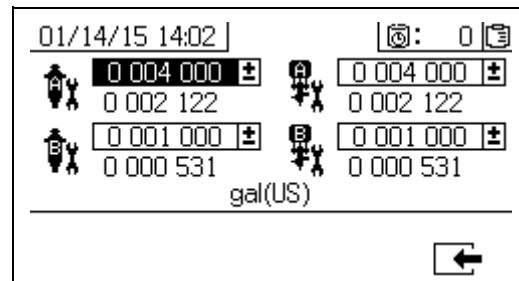 01/14/15 14:02 : 0
A 0 004 000 ± A 0 004 000 ±
0 002 122 0 002 122
B 0 001 000 ± B 0 001 000 ±
0 000 531 0 000 531
gal(US)